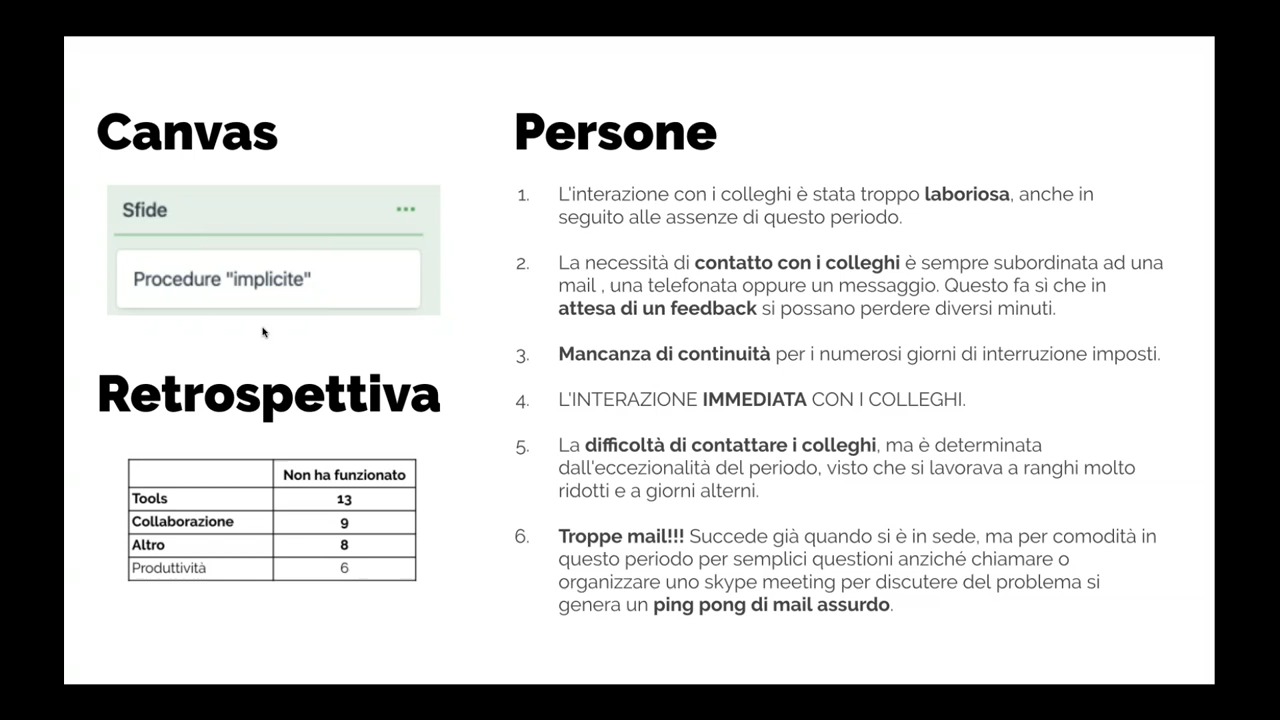 Canvas
Sfide
Procedure "implicite"
Retrospettiva
Non ha funzionato
Tools 13
Collaborazione 9
Altro 8
Produttività 6
Persone
1. L'interazione con i colleghi è stata troppo laboriosa, anche in
seguito alle assenze di questo periodo.
2. La necessità di contatto con i colleghi è sempre subordinata ad una
mail , una telefonata oppure un messaggio. Questo fa sì che in
attesa di un feedback si possano perdere diversi minuti.
3. Mancanza di continuità per i numerosi giorni di interruzione imposti.
4. L'INTERAZIONE IMMEDIATA CON I COLLEGHI.
5. La difficoltà di contattare i colleghi, ma è determinata
dall'eccezionalità del periodo, visto che si lavorava a ranghi molto
ridotti e a giorni alterni.
6. Troppe mail!!! Succede già quando si è in sede, ma per comodità in
questo periodo per semplici questioni anziché chiamare o
organizzare uno skype meeting per discutere del problema si
genera un ping pong di mail assurdo.